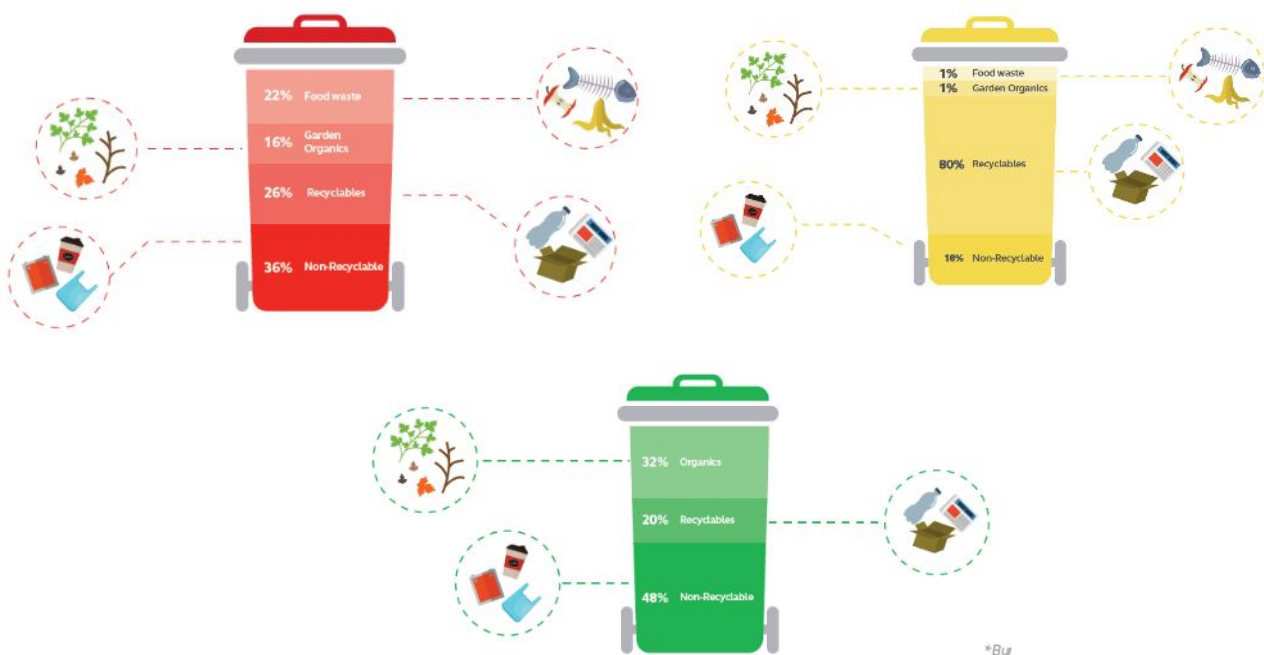 22% Food waste
16% Garden
Organics
26% Recyclables
36% Non-Recyclable
1% Food waste
1% Garden Organics
80% Recyclables
18% Non-Recyclable
32% Organics
20% Recyclables
48% Non-Recyclable